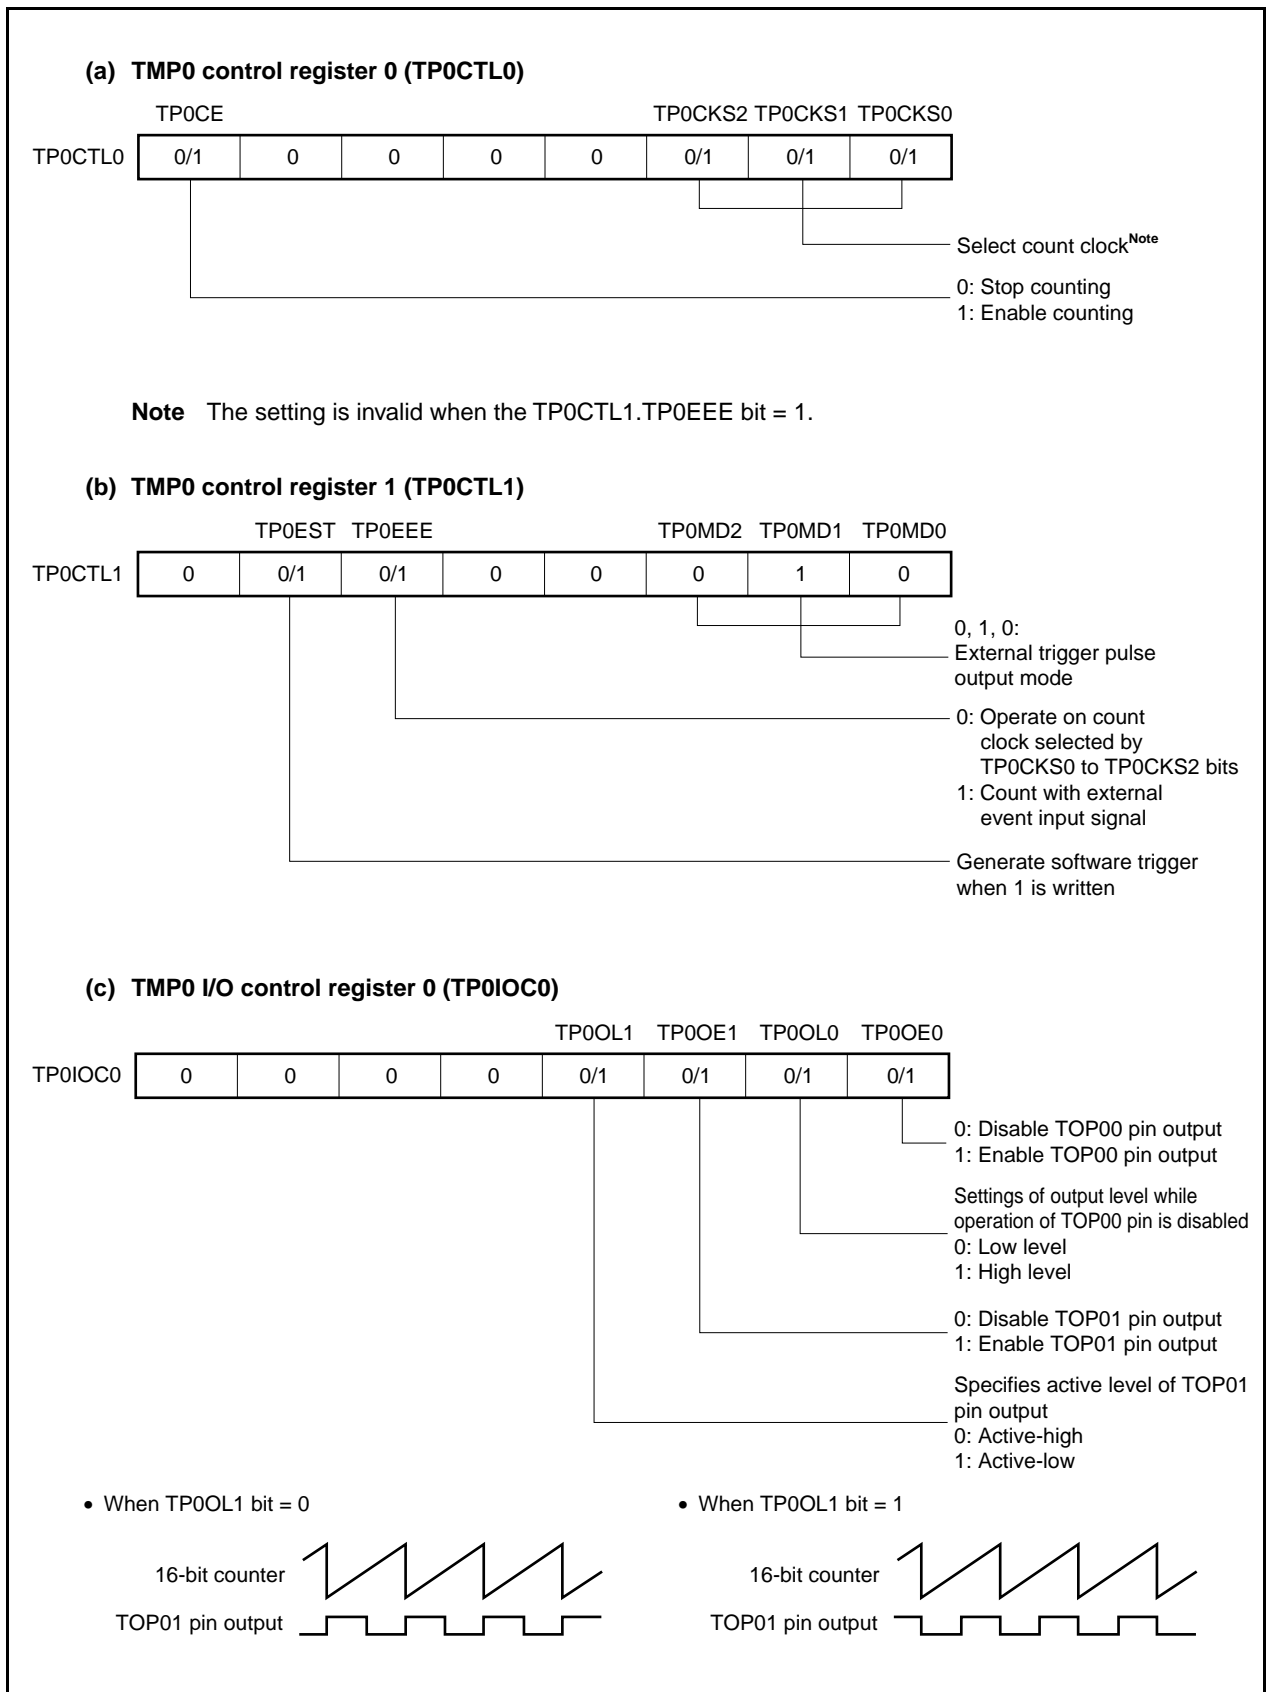 (a) TMP0 control register 0 (TP0CTL0)
TP0CE TP0CKS2 TP0CKS1 TP0CKS0
TP0CTL0 0/1 0 0 0 0 0/1 0/1 0/1
Select count clockNote
0: Stop counting
1: Enable counting
Note The setting is invalid when the TP0CTL1.TP0EEE bit = 1.
(b) TMP0 control register 1 (TP0CTL1)
TP0EST TP0EEE TP0MD2 TP0MD1 TP0MD0
TP0CTL1 0 0/1 0/1 0 0 0 1 0
0, 1, 0:
External trigger pulse
output mode
0: Operate on count
clock selected by
TP0CKS0 to TP0CKS2 bits
1: Count with external
event input signal
Generate software trigger
when 1 is written
(c) TMP0 I/O control register 0 (TP0IOC0)
TP0OL1 TP0OE1 TP0OL0 TP0OE0
TP0IOC0 0 0 0 0 0/1 0/1 0/1 0/1
0: Disable TOP00 pin output
1: Enable TOP00 pin output
Settings of output level while
operation of TOP00 pin is disabled
0: Low level
1: High level
0: Disable TOP01 pin output
1: Enable TOP01 pin output
Specifies active level of TOP01
pin output
0: Active-high
1: Active-low
• When TP0OL1 bit = 0
16-bit counter
TOP01 pin output
• When TP0OL1 bit = 1
16-bit counter
TOP01 pin output